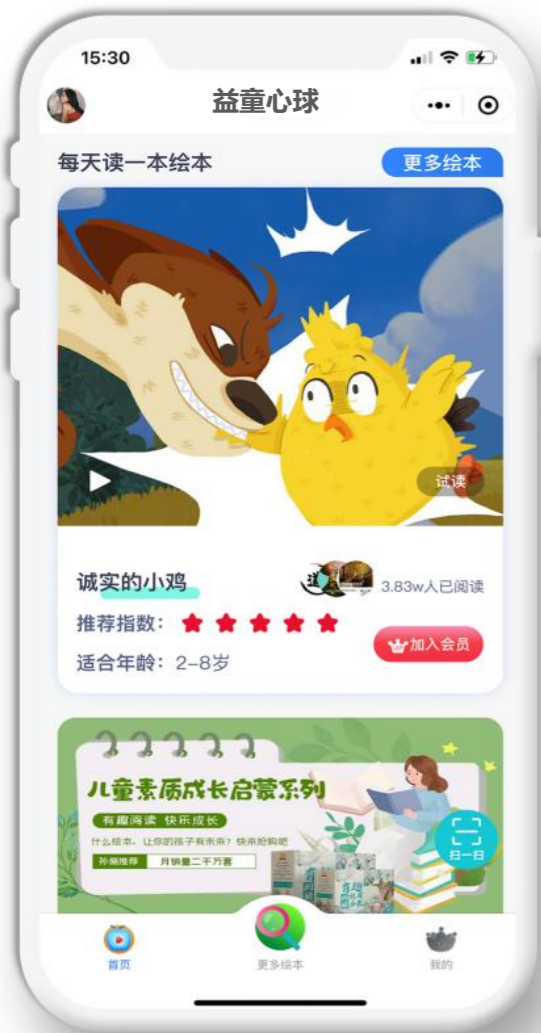 15:30
益童心球
每天读一本绘本
更多绘本
试读
诚实的小鸡
3.83w人已阅读
推荐指数：
加入会员
适合年龄：2-8岁
儿童素质成长启蒙系列
有趣阅读 快乐成长
什么绘本，让你的孩子有未来？快来抢购吧
孙俪推荐
月销量二千万套
扫一扫
首页
更多绘本
我的